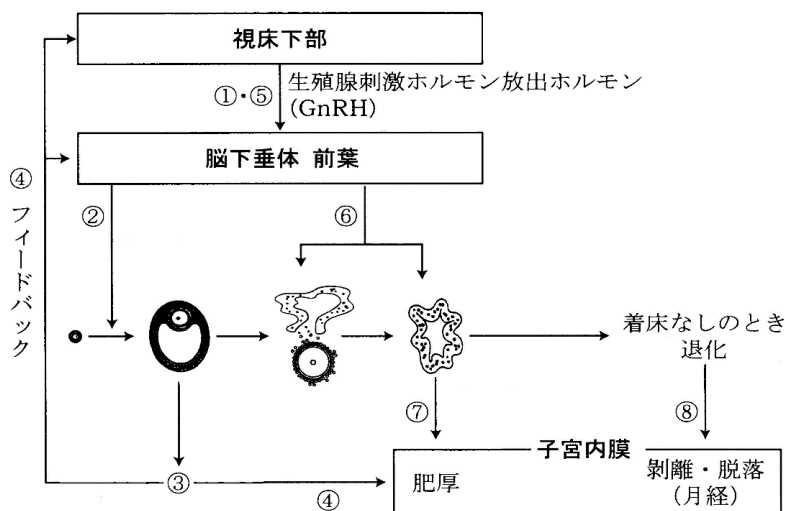 視床下部
①・⑤
生殖腺刺激ホルモン放出ホルモン
(GnRH)
脳下垂体 前葉
④ フィードバック
②
⑥
着床なしのとき
退化
⑦
⑧
子宮内膜
③
④
肥厚
剝離・脱落
(月経)